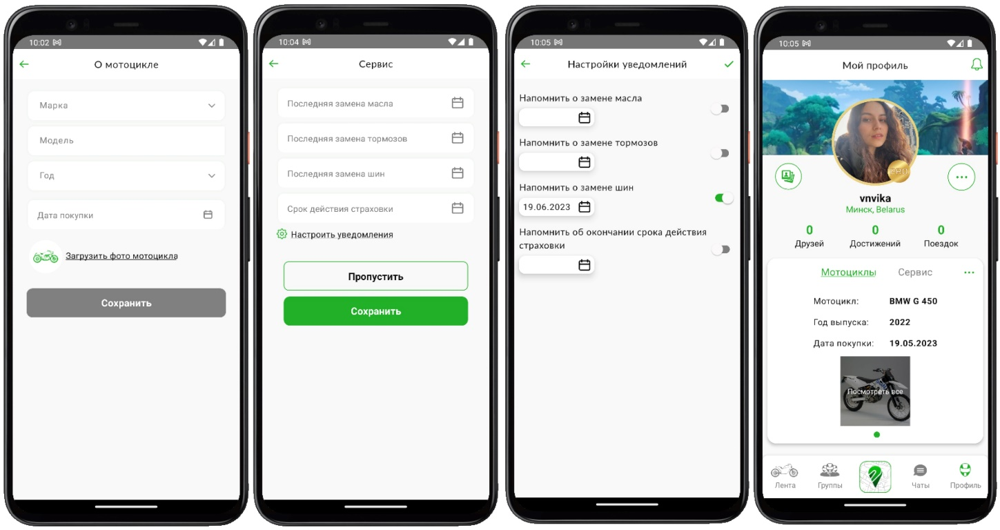 10:02
О мотоцикле
Марка
Модель
Год
Дата покупки
Загрузить фото мотоцикла
Сохранить
10:04
Сервис
Последняя замена масла
Последняя замена тормозов
Последняя замена шин
Срок действия страховки
Настроить уведомления
Пропустить
Сохранить
10:05
Настройки уведомлений
Напомнить о замене масла
Напомнить о замене тормозов
Напомнить о замене шин
19.06.2023
Напомнить об окончании срока действия
страховки
10:05
Мой профиль
PRO
vnvika
Минск, Belarus
0 0 0
Друзей Достижений Поездок
Мотоциклы Сервис
Мотоцикл: BMW G 450
Год выпуска: 2022
Дата покупки: 19.05.2023
Посмотреть все
Лента Группы Чаты Профиль